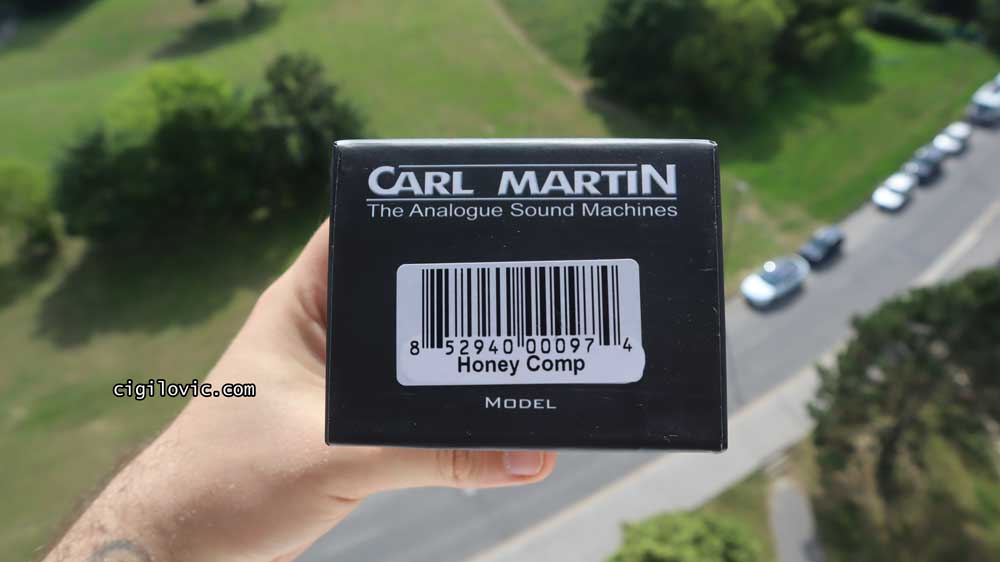 CARL MARTIN
The Analogue Sound Machines
8 52940 00097 4
Honey Comp
MODEL
cigilovic.com